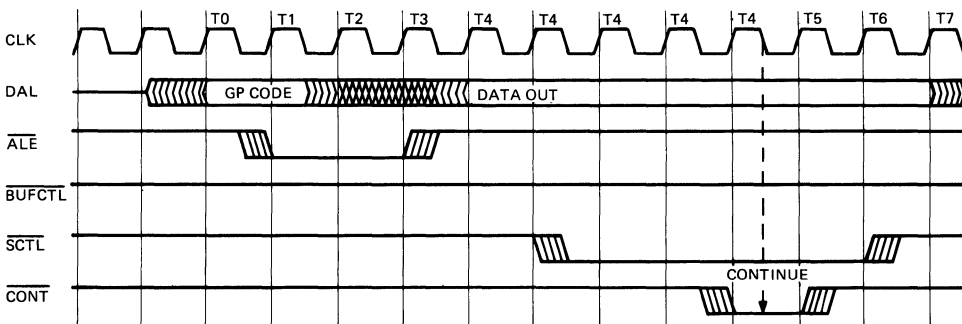 T0 T1 T2 T3 T4 T4 T4 T4 T4 T5 T6 T7
CLK
DAL GP CODE DATA OUT
ALE
BUFCTL
SCTL
CONTINUE
CONT